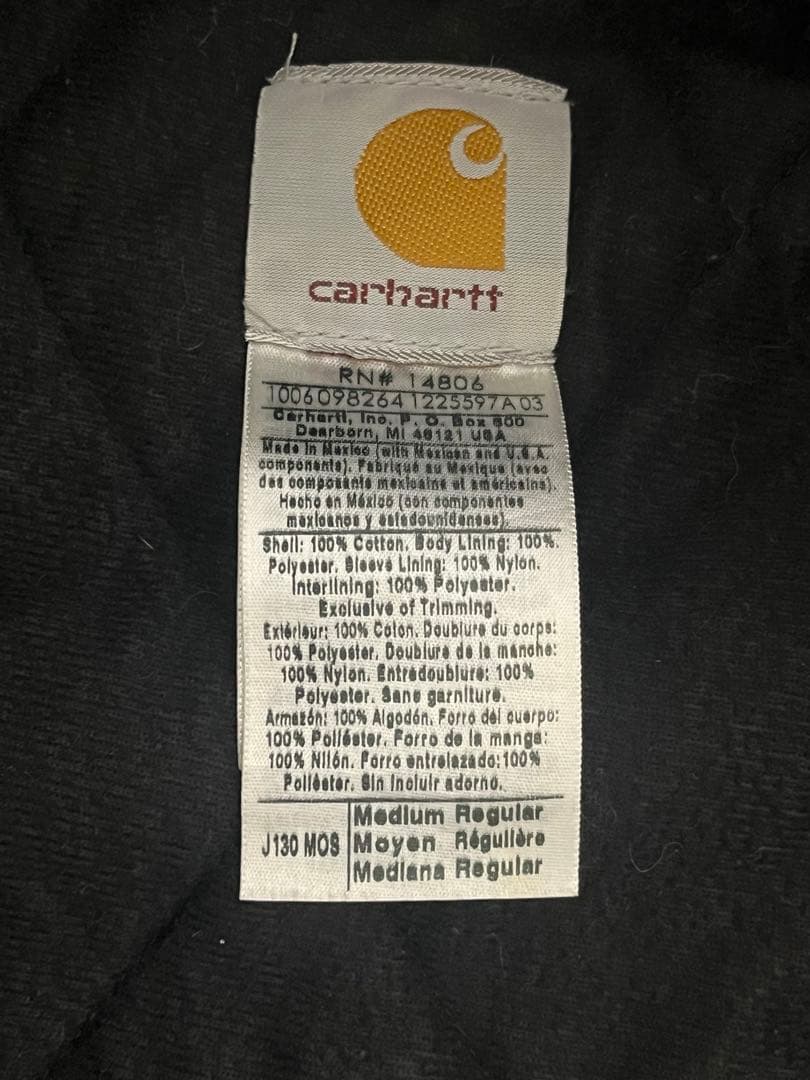 carhartt
RN# 14806
10060982641225597A 03
Carhartt, Inc. P. O. Box 600
Dearborn, MI 48121 USA
Made in Mexico (with Mexican and U.S.A.
components). Fabriqué au Mexique (avec
des composants mexicains et américains).
Hecho en México (con componentes
mexicanos y estadounidenses)
Shell: 100% Cotton. Body Lining: 100%.
Polyester. Sleeve Lining: 100% Nylon.
Interlining: 100% Polyester.
Exclusive of Trimming.
Extérieur: 100% Coton. Doublure du corps:
100% Polyester. Doublure de la manche:
100% Nylon. Entredoublure: 100%
Polyester. Sans garniture.
Armazón: 100% Algodón. Forro del cuerpo:
100% Poliéster. Forro de la manga:
100% Nilón. Forro entrelazado: 100%
Poliéster. Sin incluir adorno.
J130 MOS
Medium Regular
Moyen Régulière
Mediana Regular